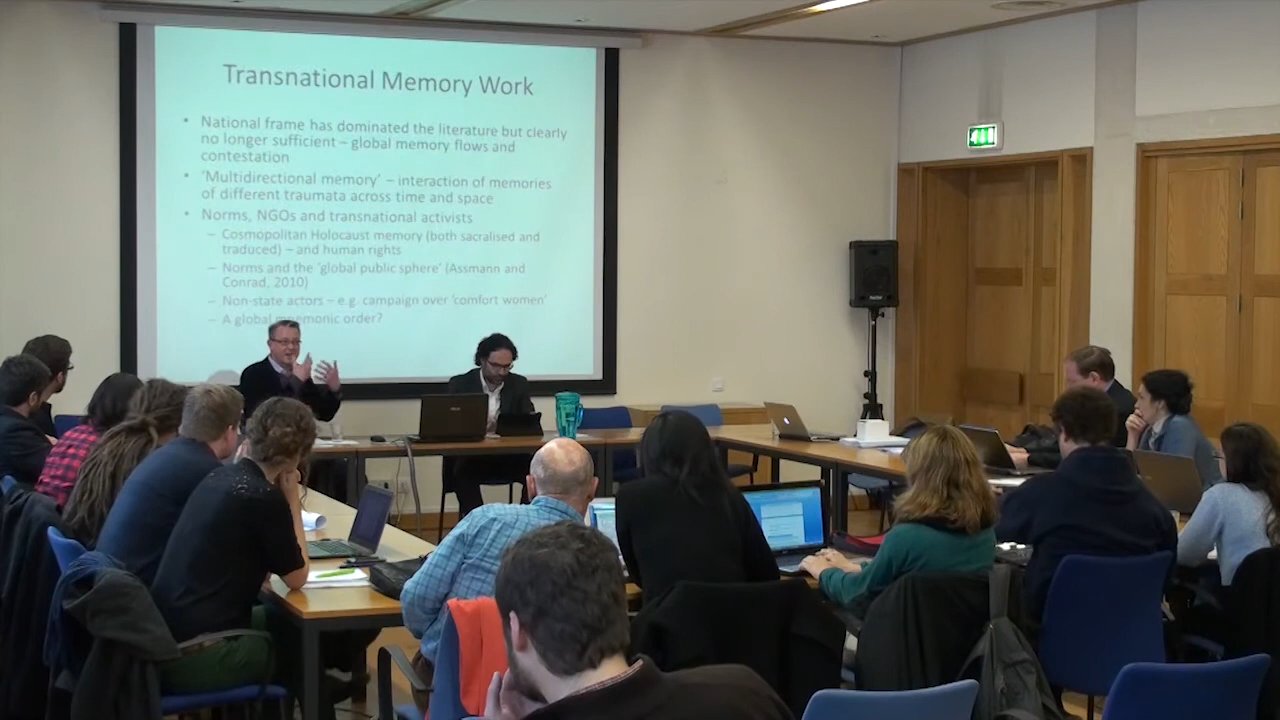 Transnational Memory Work
• National frame has dominated the literature but clearly
no longer sufficient – global memory flows and
contestation
• 'Multidirectional memory' – interaction of memories
of different traumata across time and space
• Norms, NGOs and transnational activists
– Cosmopolitan Holocaust memory (both sacralised and
traduced) – and human rights
– Norms and the 'global public sphere' (Assmann and
Conrad, 2010)
– Non-state actors – e.g. campaign over 'comfort women'
– A global mnemonic order?